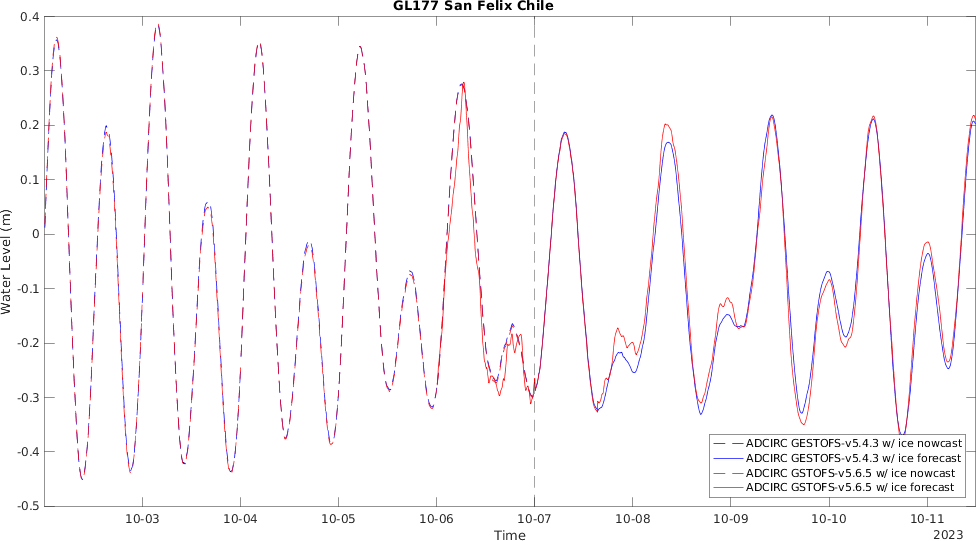 GL177 San Felix Chile
0.4
0.3
0.2
0.1
0
-0.1
-0.2
-0.3
-0.4
-0.5
Water Level (m)
ADCIRC GESTOFS-v5.4.3 w/ ice nowcast
ADCIRC GESTOFS-v5.4.3 w/ ice forecast
ADCIRC GSTOFS-v5.6.5 w/ ice nowcast
ADCIRC GSTOFS-v5.6.5 w/ ice forecast
10-03 10-04 10-05 10-06 10-07 10-08 10-09 10-10 10-11
Time
2023